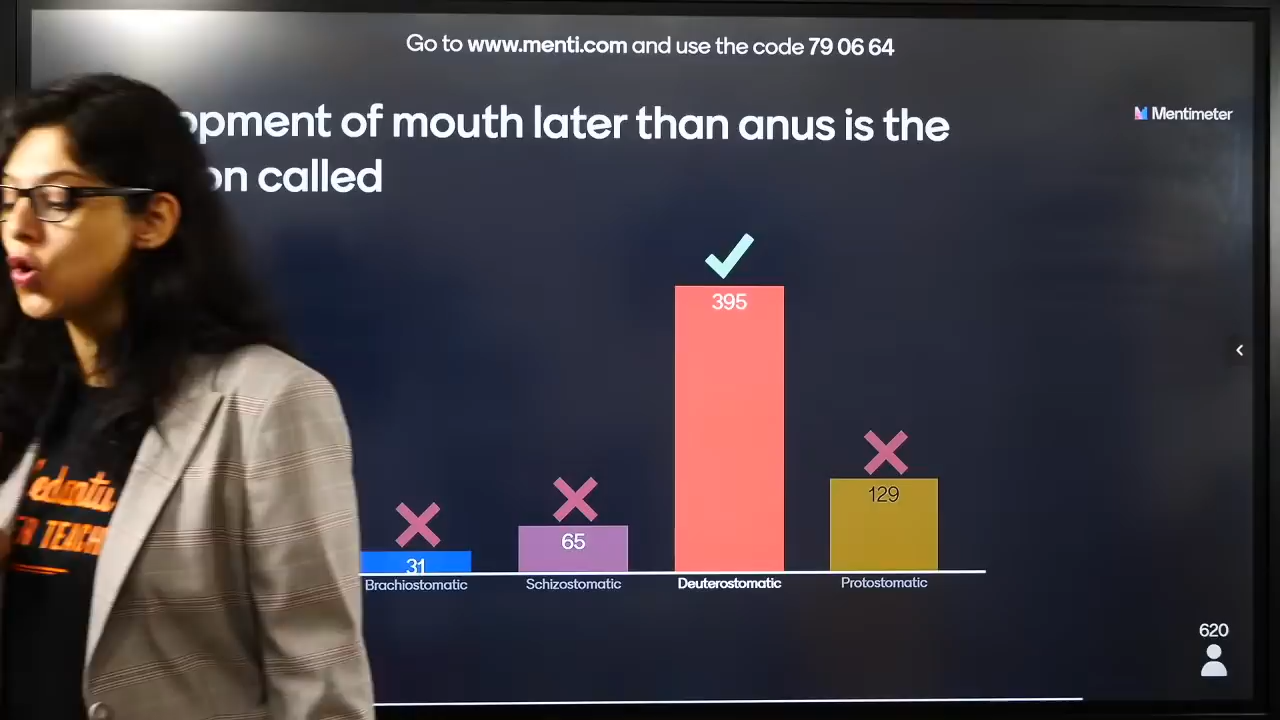 Go to www.menti.com and use the code 79 06 64
Mentimeter
opment of mouth later than anus is the
on called
395
129
65
31
Brachiostomatic
Schizostomatic
Deuterostomatic
Protostomatic
620